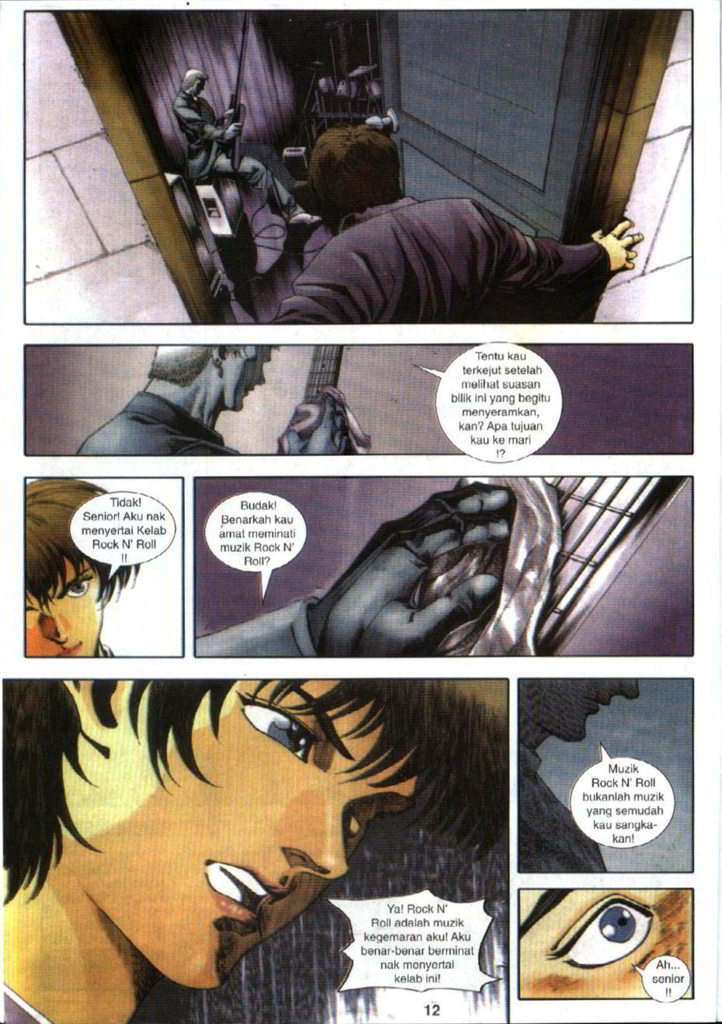 Tentu kau
terkejut setelah
melihat suasan
bilik ini yang begitu
menyeramkan,
kan? Apa tujuan
kau ke mari
!?
Tidak!
Senior! Aku nak
menyertai Kelab
Rock N' Roll
!!
Budak!
Benarkah kau
amat meminati
muzik Rock N'
Roll?
Muzik
Rock N' Roll
bukanlah muzik
yang semudah
kau sangka-
kan!
Ya! Rock N'
Roll adalah muzik
kegemaran aku! Aku
benar-benar berminat
nak menyertai
kelab ini!
Ah...
senior
!!
12